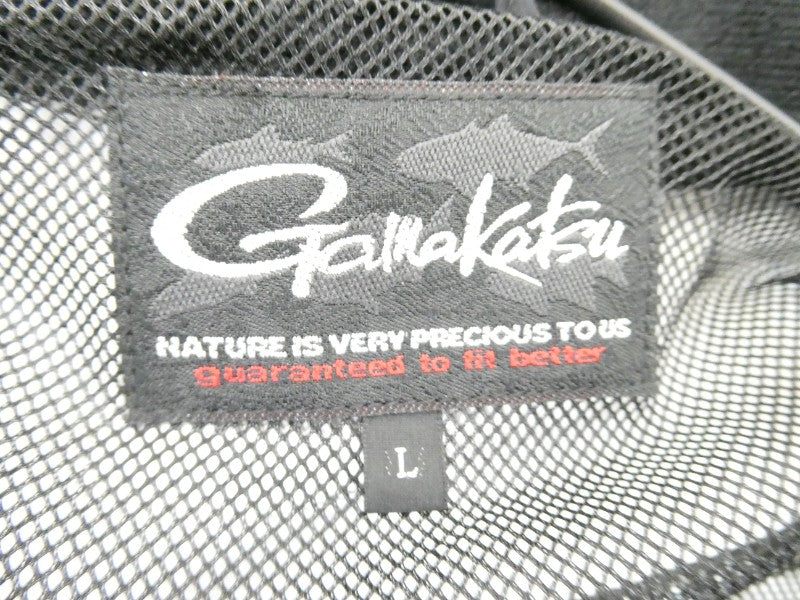 Gamakatsu
NATURE IS VERY PRECIOUS TO US
guaranteed to fit better
L